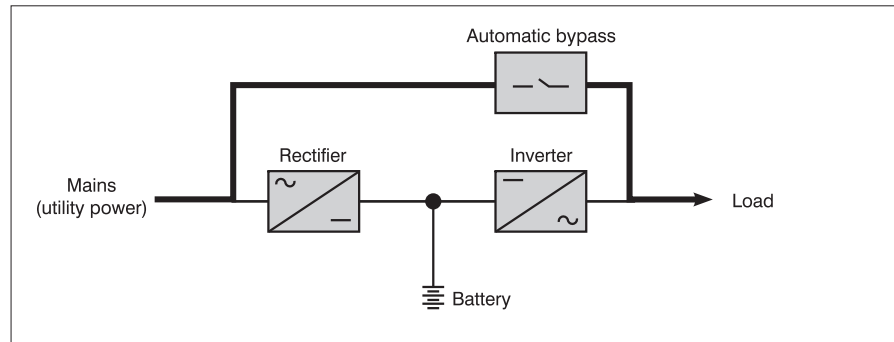 Automatic bypass
Rectifier
Inverter
Mains
(utility power)
Load
Battery